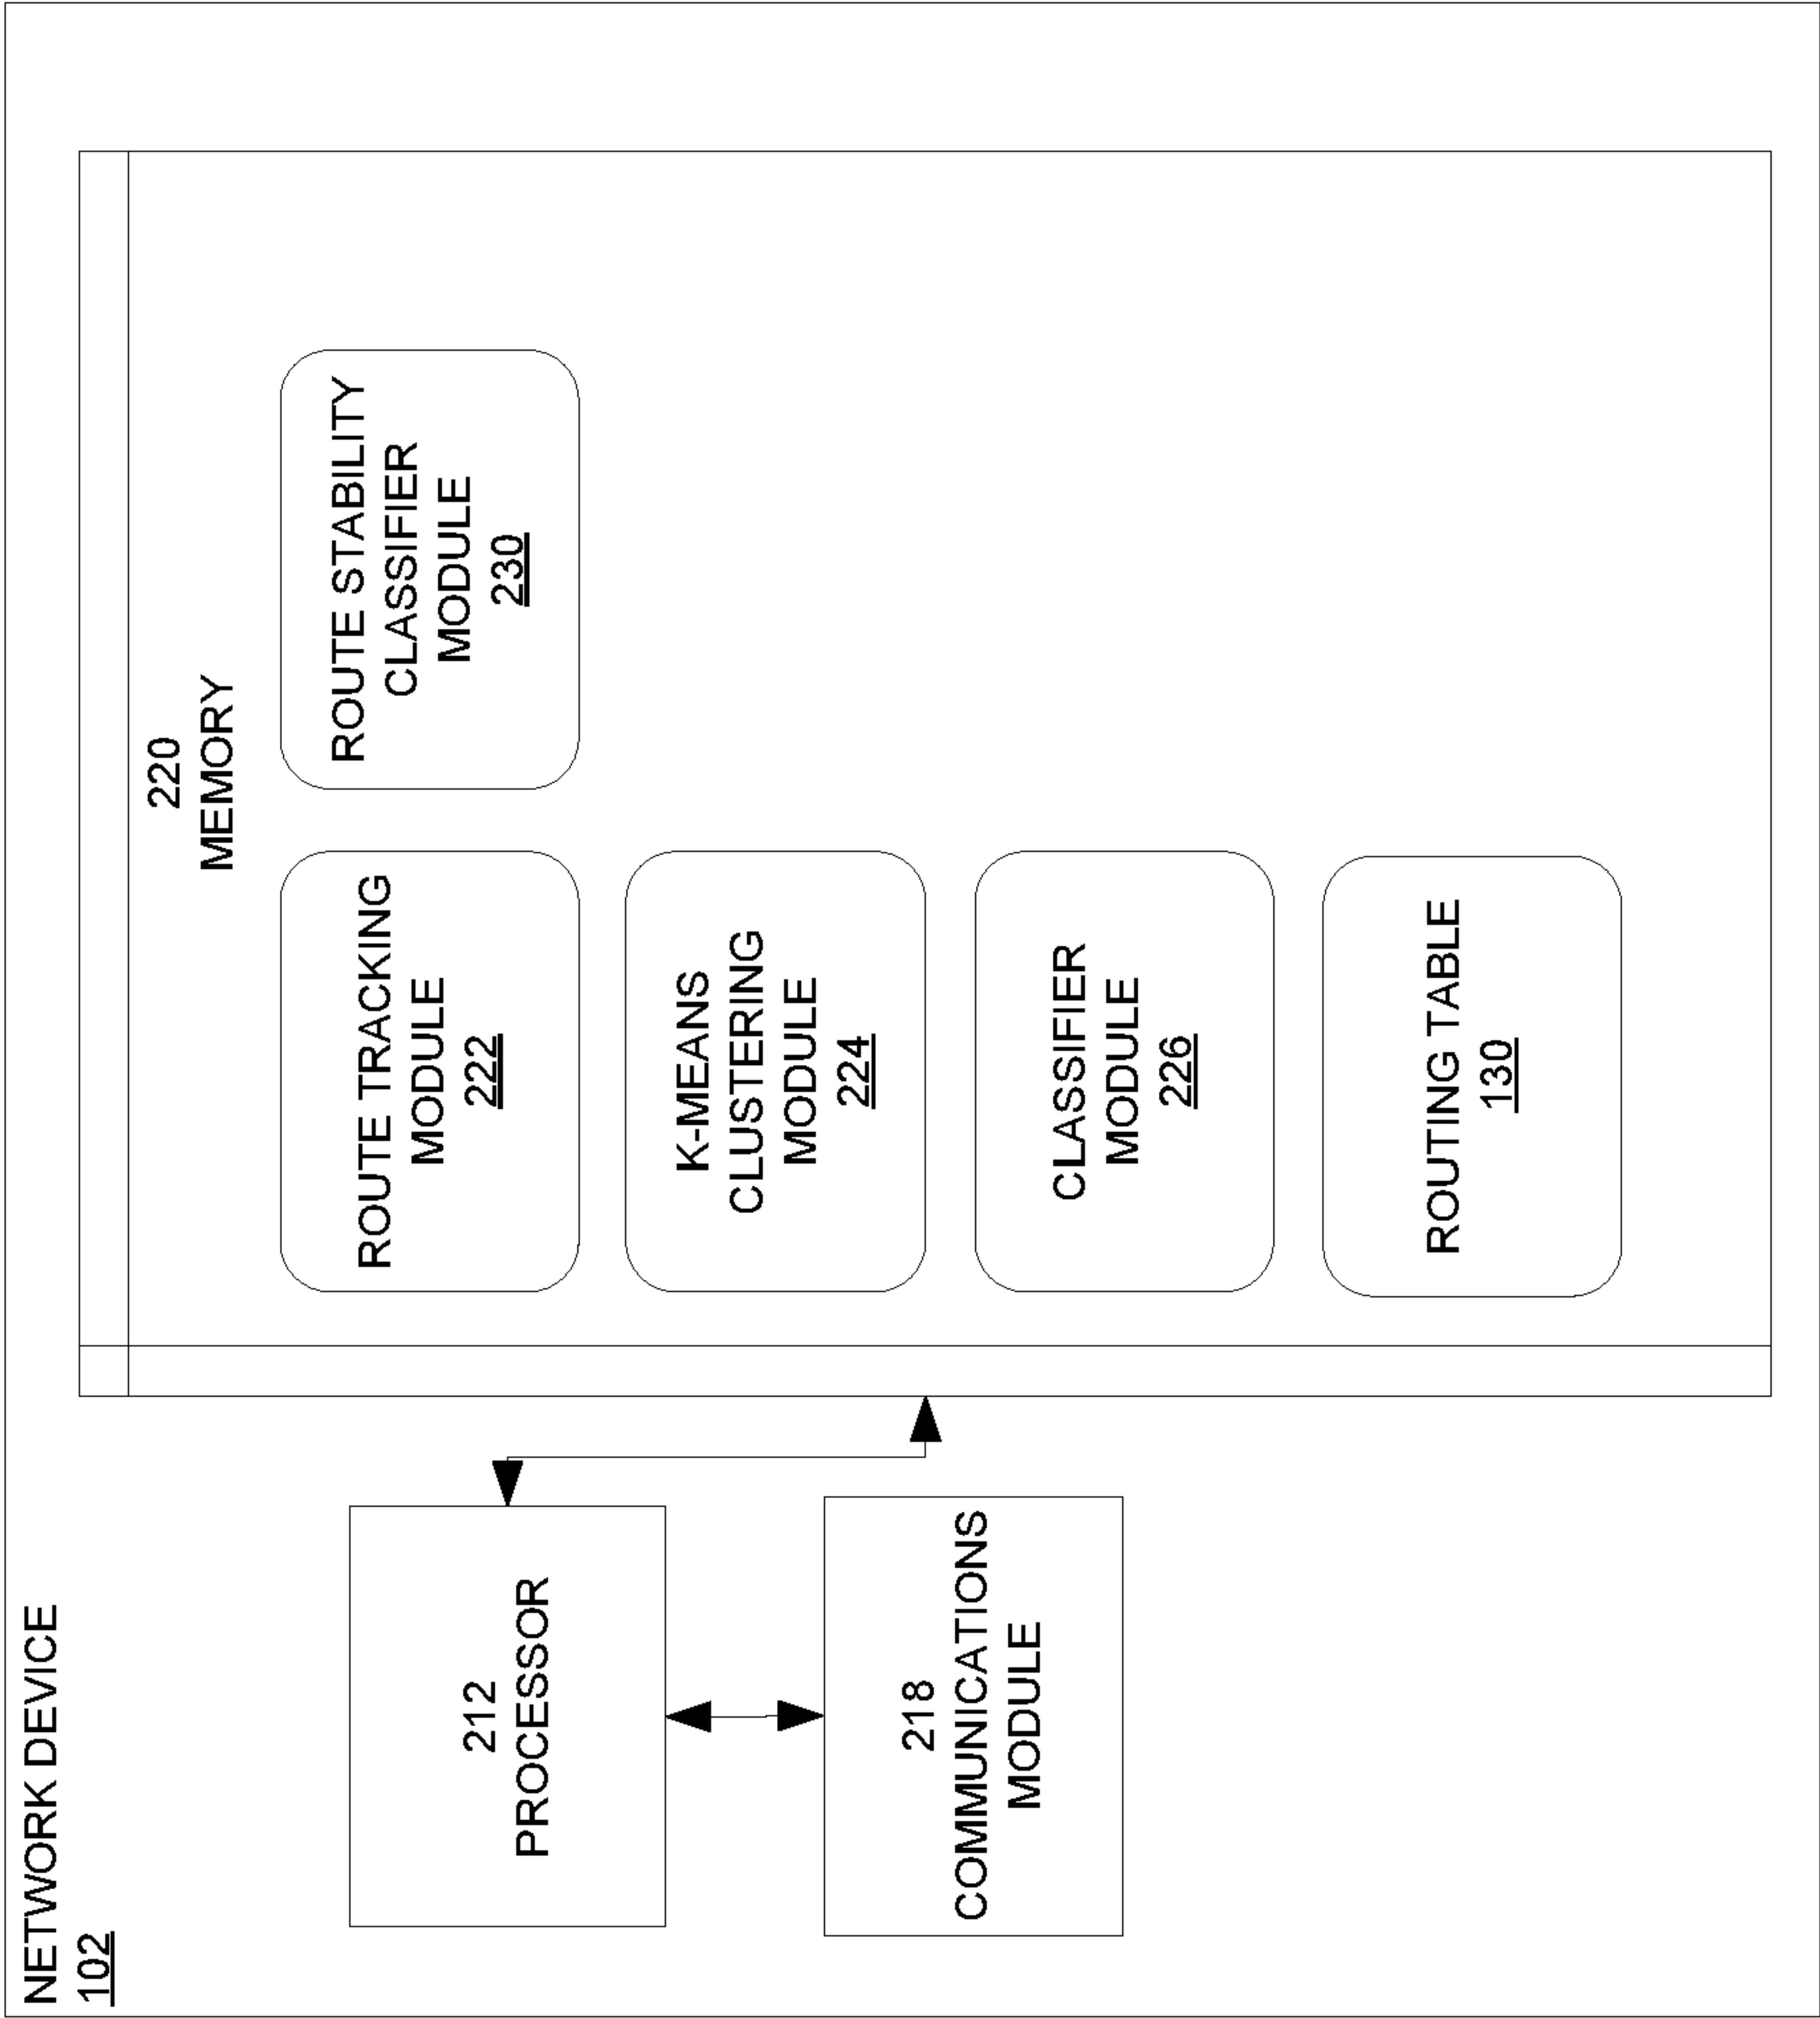 NETWORK DEVICE
102
212
PROCESSOR
218
COMMUNICATIONS
MODULE
220
MEMORY
ROUTE TRACKING
MODULE
222
ROUTE STABILITY
CLASSIFIER
MODULE
230
K-MEANS
CLUSTERING
MODULE
224
CLASSIFIER
MODULE
226
ROUTING TABLE
130